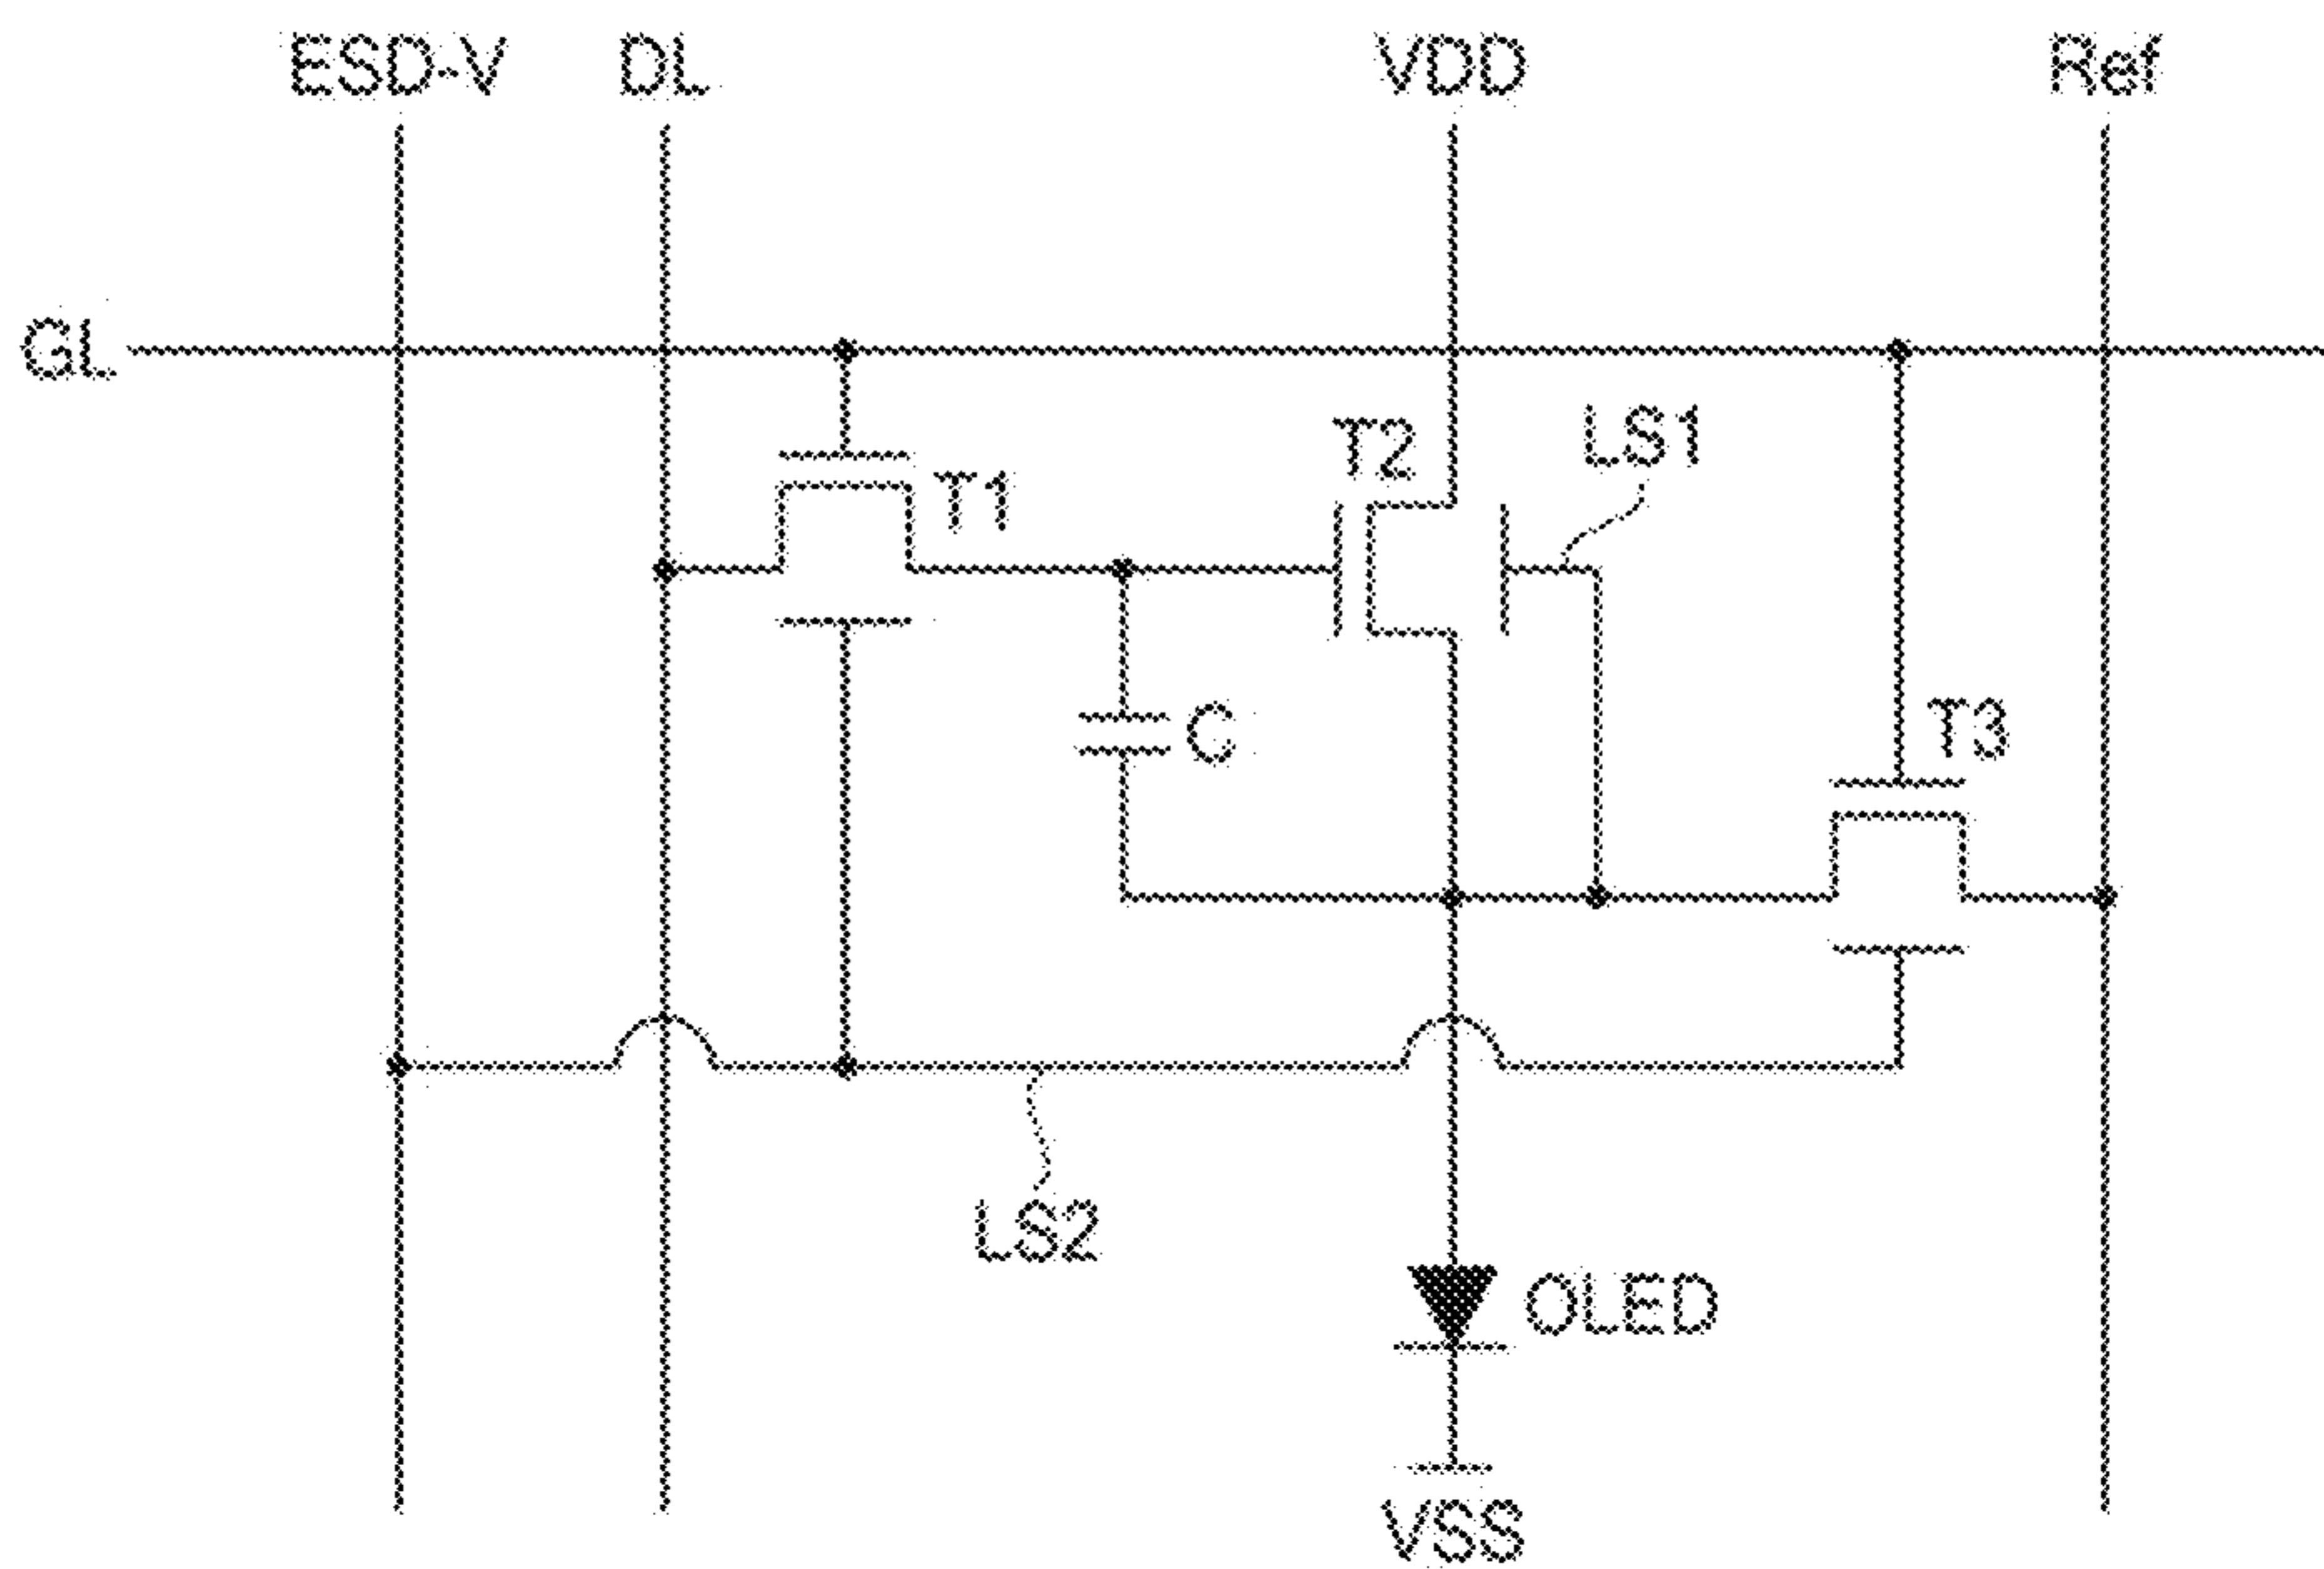 ESD-V
DL
VDD
Ref
GL
T2
LS1
T1
T3
C
LS2
OLED
VSS